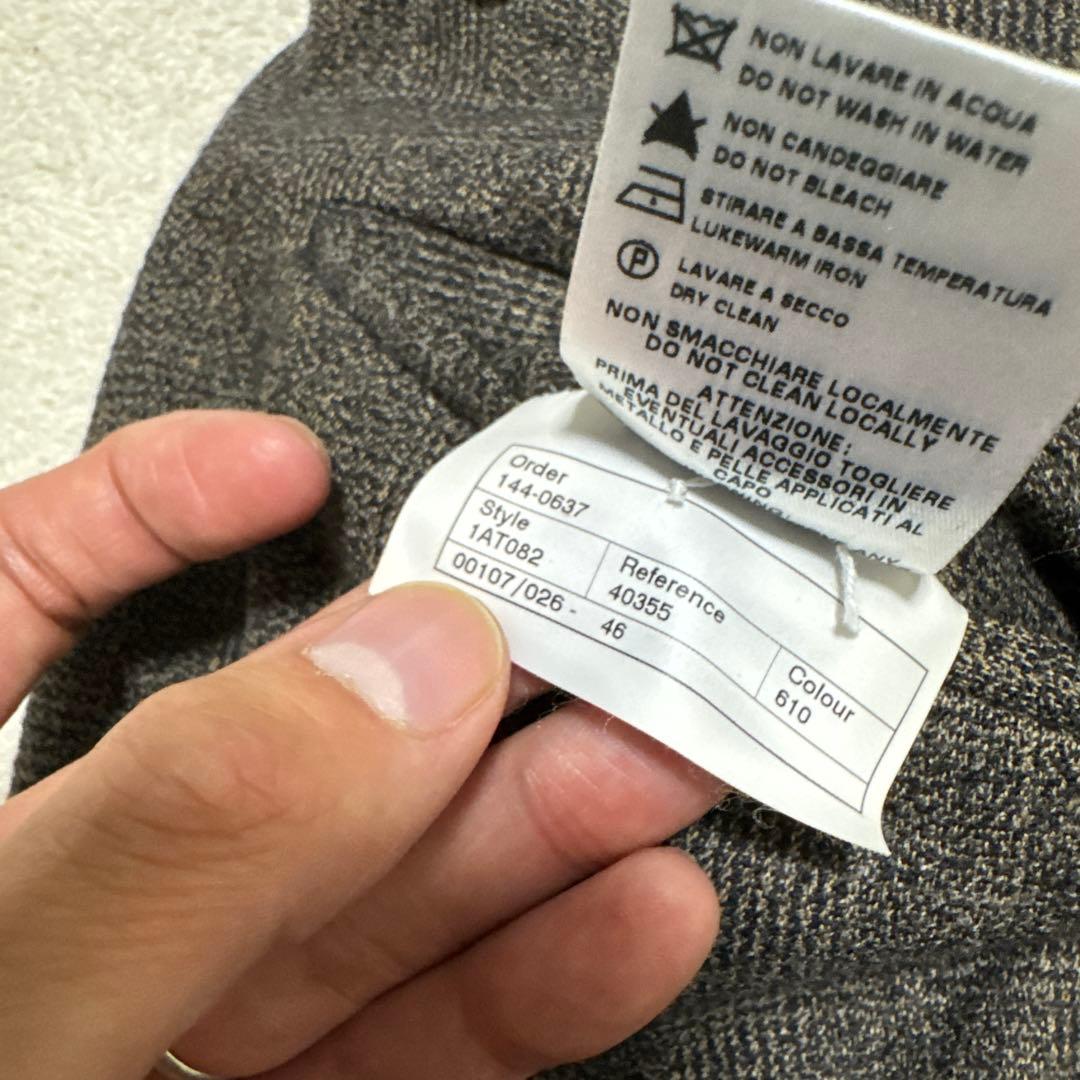 NON LAVARE IN ACQUA
DO NOT WASH IN WATER
NON CANDEGGIARE
DO NOT BLEACH
STIRARE A BASSA TEMPERATURA
LUKEWARM IRON
P
LAVARE A SECCO
DRY CLEAN
NON SMACCHIARE LOCALMENTE
DO NOT CLEAN LOCALLY
ATTENZIONE:
PRIMA DEL LAVAGGIO TOGLIERE
EVENTUALI ACCESSORI IN
METALLO E PELLE APPLICATI AL
CAPO
Order
144-0637
Style
1AT082
Reference
40355
Colour
610
00107/026 - 46